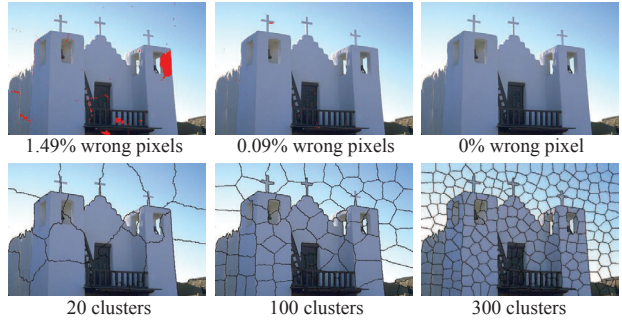 1.49% wrong pixels 0.09% wrong pixels 0% wrong pixel
20 clusters 100 clusters 300 clusters